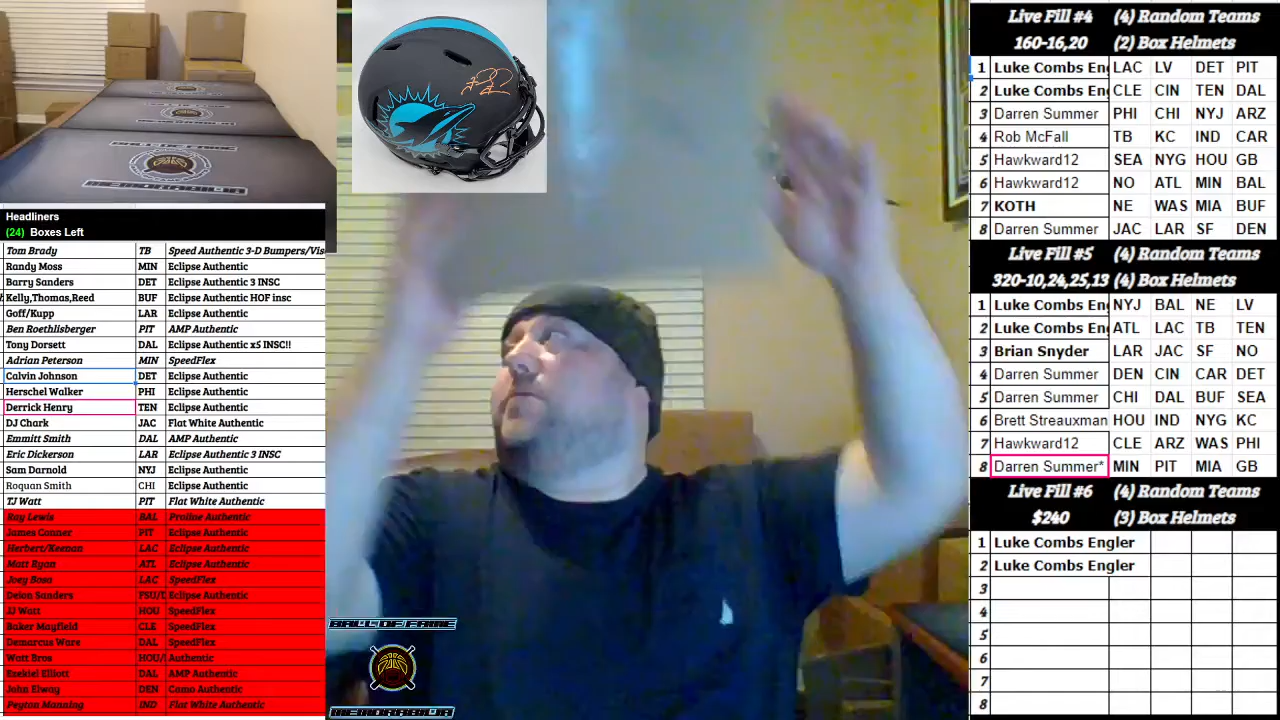 Headliners
(24) Boxes Left
Tom Brady TB Speed Authentic 3-D Bumpers/Vis
Randy Moss MIN Eclipse Authentic
Barry Sanders DET Eclipse Authentic 3 INSC
Kelly,Thomas,Reed BUF Eclipse Authentic HOF insc
Goff/Kupp LAR Eclipse Authentic
Ben Roethlisberger PIT AMP Authentic
Tony Dorsett DAL Eclipse Authentic x5 INSC!!
Adrian Peterson MIN SpeedFlex
Calvin Johnson DET Eclipse Authentic
Herschel Walker PHI Eclipse Authentic
Derrick Henry TEN Eclipse Authentic
DJ Chark JAC Flat White Authentic
Emmitt Smith DAL AMP Authentic
Eric Dickerson LAR Eclipse Authentic 3 INSC
Sam Darnold NYJ Eclipse Authentic
Roquan Smith CHI Eclipse Authentic
TJ Watt PIT Flat White Authentic
Ray Lewis BAL Proline Authentic
James Conner PIT Eclipse Authentic
Herbert/Keenan LAC Eclipse Authentic
Matt Ryan ATL Eclipse Authentic
Joey Bosa LAC SpeedFlex
Deion Sanders FSU/D Eclipse Authentic
JJ Watt HOU SpeedFlex
Baker Mayfield CLE SpeedFlex
Demarcus Ware DAL SpeedFlex
Watt Bros HOU/ Authentic
Ezekiel Elliott DAL AMP Authentic
John Elway DEN Camo Authentic
Peyton Manning IND Flat White Authentic
BALL OF FAME
MEMORABILIA
BALL OF FAME
MEMORABILIA
Live Fill #4 (4) Random Teams
160-16,20 (2) Box Helmets
1 Luke Combs Eng LAC LV DET PIT
2 Luke Combs Eng CLE CIN TEN DAL
3 Darren Summer PHI CHI NYJ ARZ
4 Rob McFall TB KC IND CAR
5 Hawkward12 SEA NYG HOU GB
6 Hawkward12 NO ATL MIN BAL
7 KOTH NE WAS MIA BUF
8 Darren Summer JAC LAR SF DEN
Live Fill #5 (4) Random Teams
320-10,24,25,13 (4) Box Helmets
1 Luke Combs Eng NYJ BAL NE LV
2 Luke Combs Eng ATL LAC TB TEN
3 Brian Snyder LAR JAC SF NO
4 Darren Summer DEN CIN CAR DET
5 Darren Summer CHI DAL BUF SEA
6 Brett Streauxman HOU IND NYG KC
7 Hawkward12 CLE ARZ WAS PHI
8 Darren Summer* MIN PIT MIA GB
Live Fill #6 (4) Random Teams
$240 (3) Box Helmets
1 Luke Combs Engler
2 Luke Combs Engler
3
4
5
6
7
8